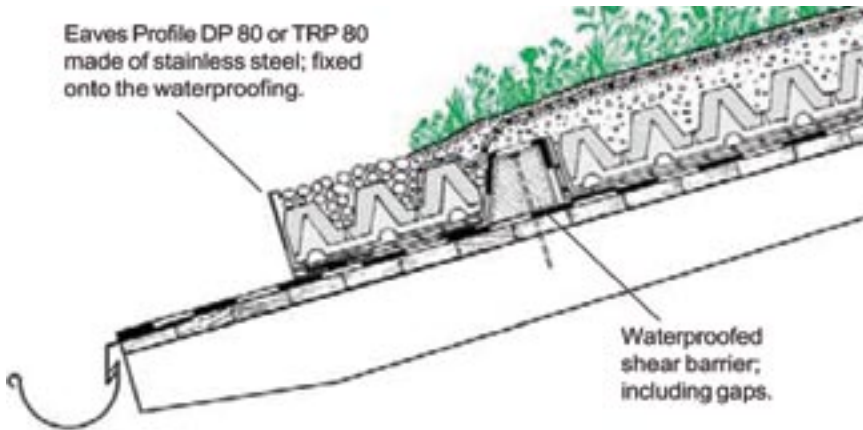 Eaves Profile DP 80 or TRP 80
made of stainless steel; fixed
onto the waterproofing.
Waterproofed
shear barrier;
including gaps.